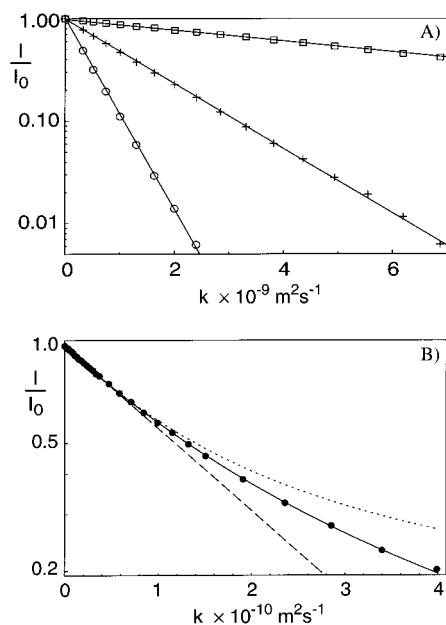 A)
1.00
I
I₀
0.10
0.01
0 2 4 6
k × 10⁻⁹ m²s⁻¹
B)
1.0
I
I₀
0.5
0.2
0 1 2 3 4
k × 10⁻¹⁰ m²s⁻¹